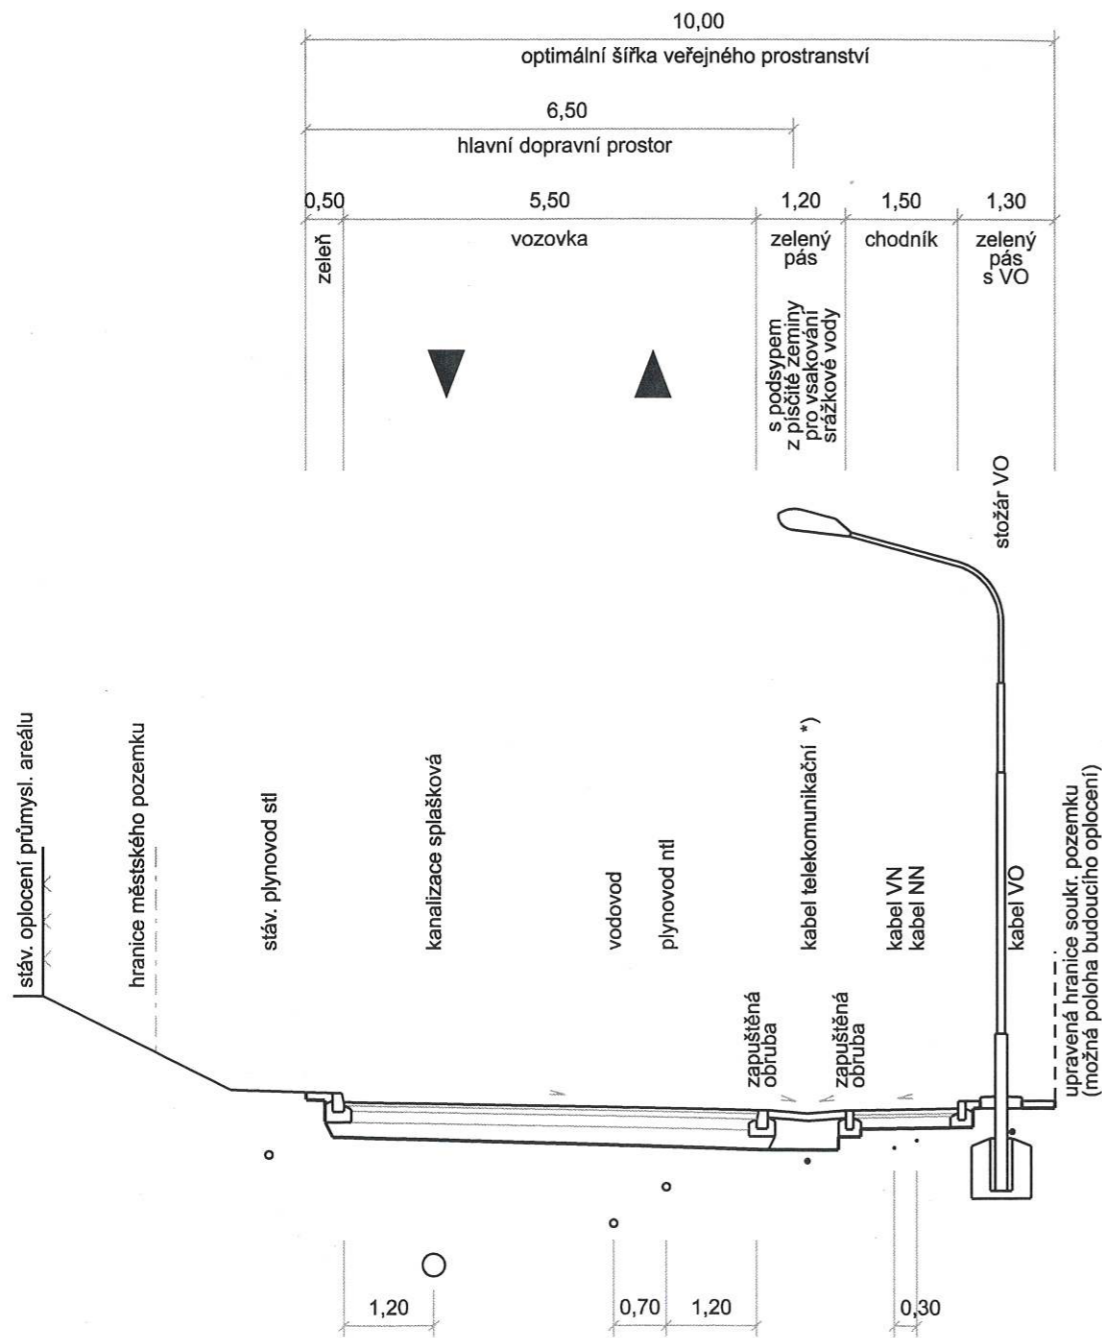 10,00
optimální šířka veřejného prostranství
6,50
hlavní dopravní prostor
0,50
5,50
1,20
1,50
1,30
zeleň
vozovka
zelený
pás
chodník
zelený
pás
s VO
s podsypem
z písčité zeminy
pro vsakování
srážkové vody
stožár VO
stáv. oplocení průmysl. areálu
hranice městského pozemku
stáv. plynovod stl
kanalizace splašková
vodovod
plynovod ntl
kabel telekomunikační *)
kabel VN
kabel NN
kabel VO
zapuštěná
obruba
zapuštěná
obruba
upravená hranice soukr. pozemku
(možná poloha budoucího oplocení)
1,20
0,70
1,20
0,30